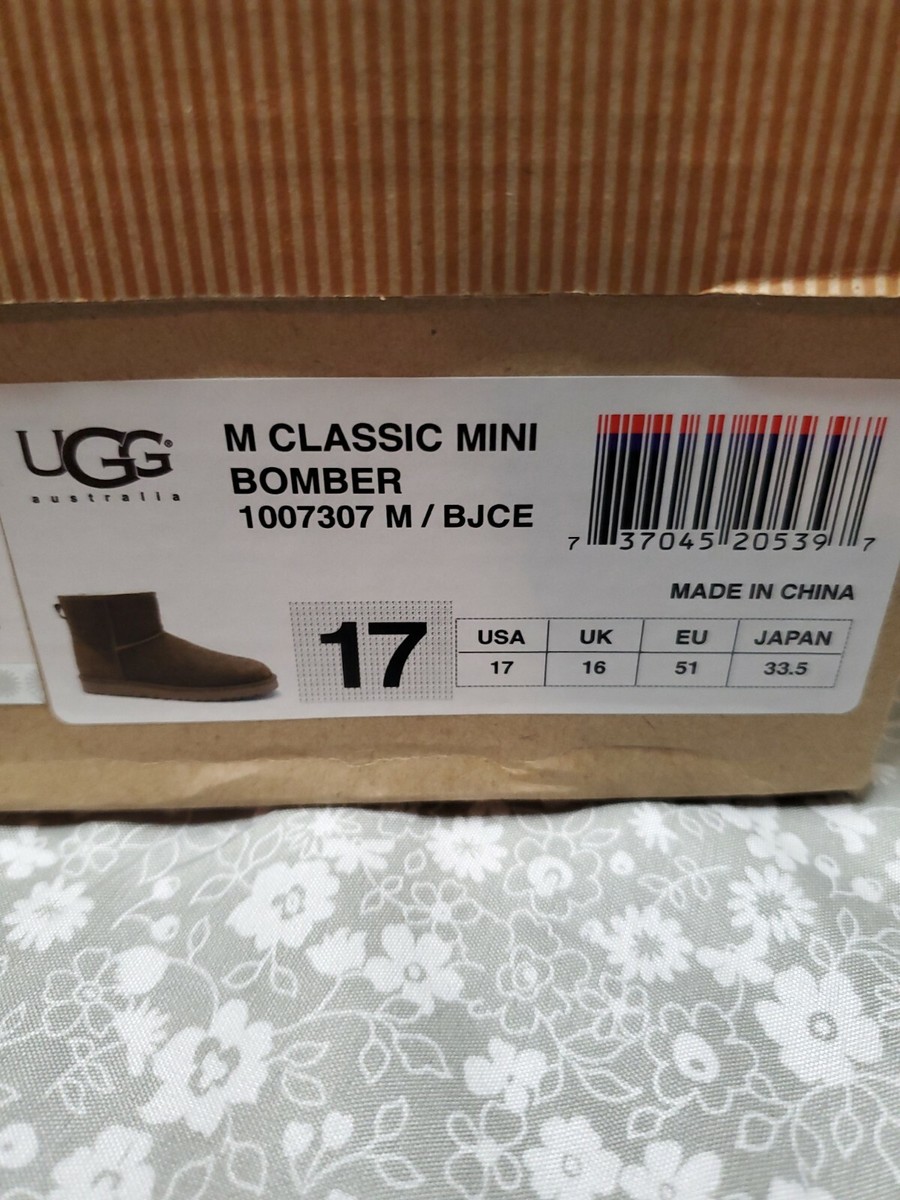 UGG®
australia
M CLASSIC MINI
BOMBER
1007307 M / BJCE
7 37045 20539 7
MADE IN CHINA
17
USA UK EU JAPAN
17 16 51 33.5